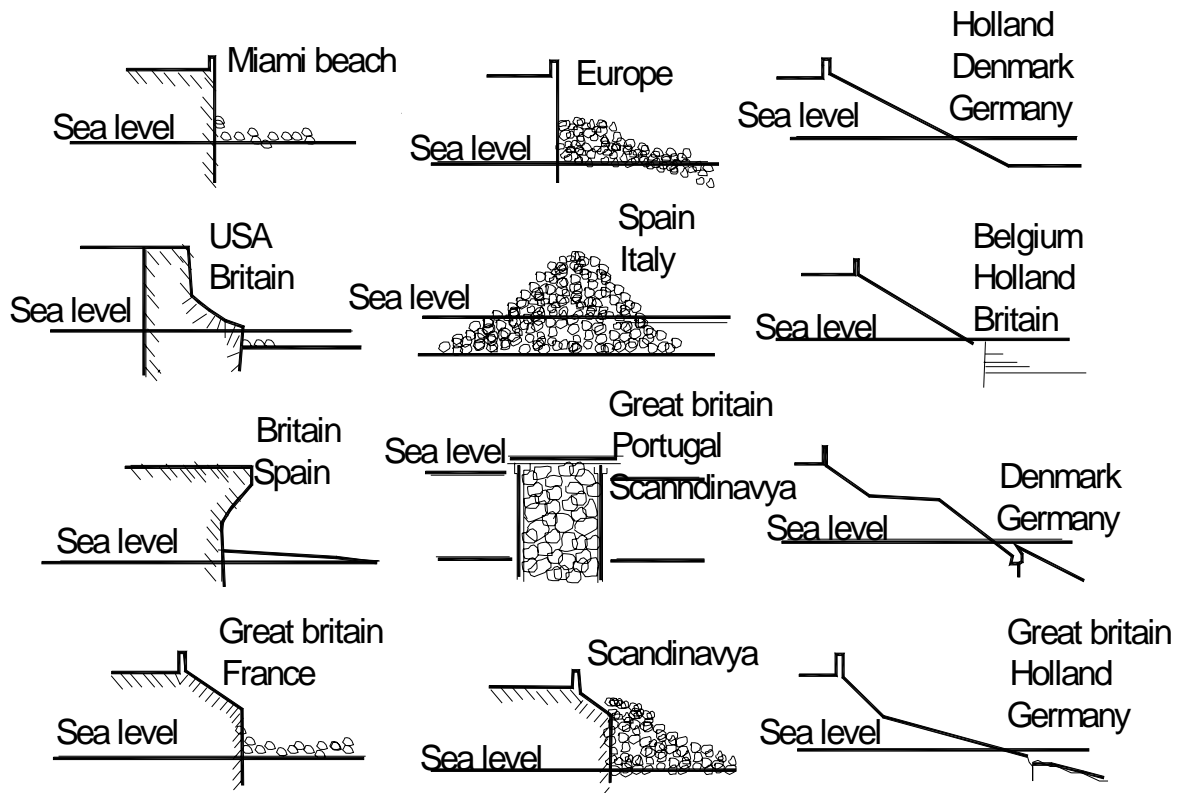 Miami beach
Sea level
Europe
Sea level
Holland
Denmark
Germany
Sea level
USA
Britain
Sea level
Spain
Italy
Sea level
Belgium
Holland
Britain
Sea level
Britain
Spain
Sea level
Great britain
Portugal
Scanndinavya
Sea level
Denmark
Germany
Sea level
Great britain
France
Sea level
Scandinavya
Sea level
Great britain
Holland
Germany
Sea level